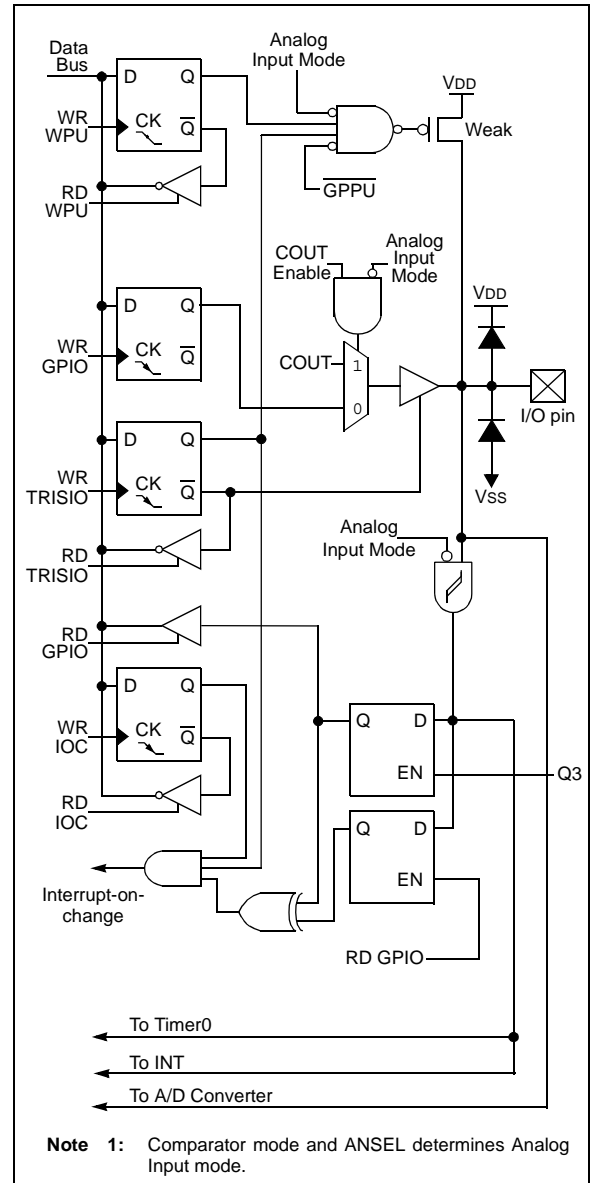 Analog
Input Mode
Data
Bus
D Q
VDD
WR
WPU
CK Q
Weak
RD
WPU
GPPU
COUT
Enable
Analog
Input
Mode
D Q
VDD
WR
GPIO
CK Q
COUT
1
0
I/O pin
D Q
WR
TRISIO
CK Q
VSS
Analog
Input Mode
RD
TRISIO
RD
GPIO
D Q
Q D
WR
IOC
CK Q
EN
Q3
RD
IOC
Q D
EN
Interrupt-on-
change
RD GPIO
To Timer0
To INT
To A/D Converter
Note 1: Comparator mode and ANSEL determines Analog
Input mode.